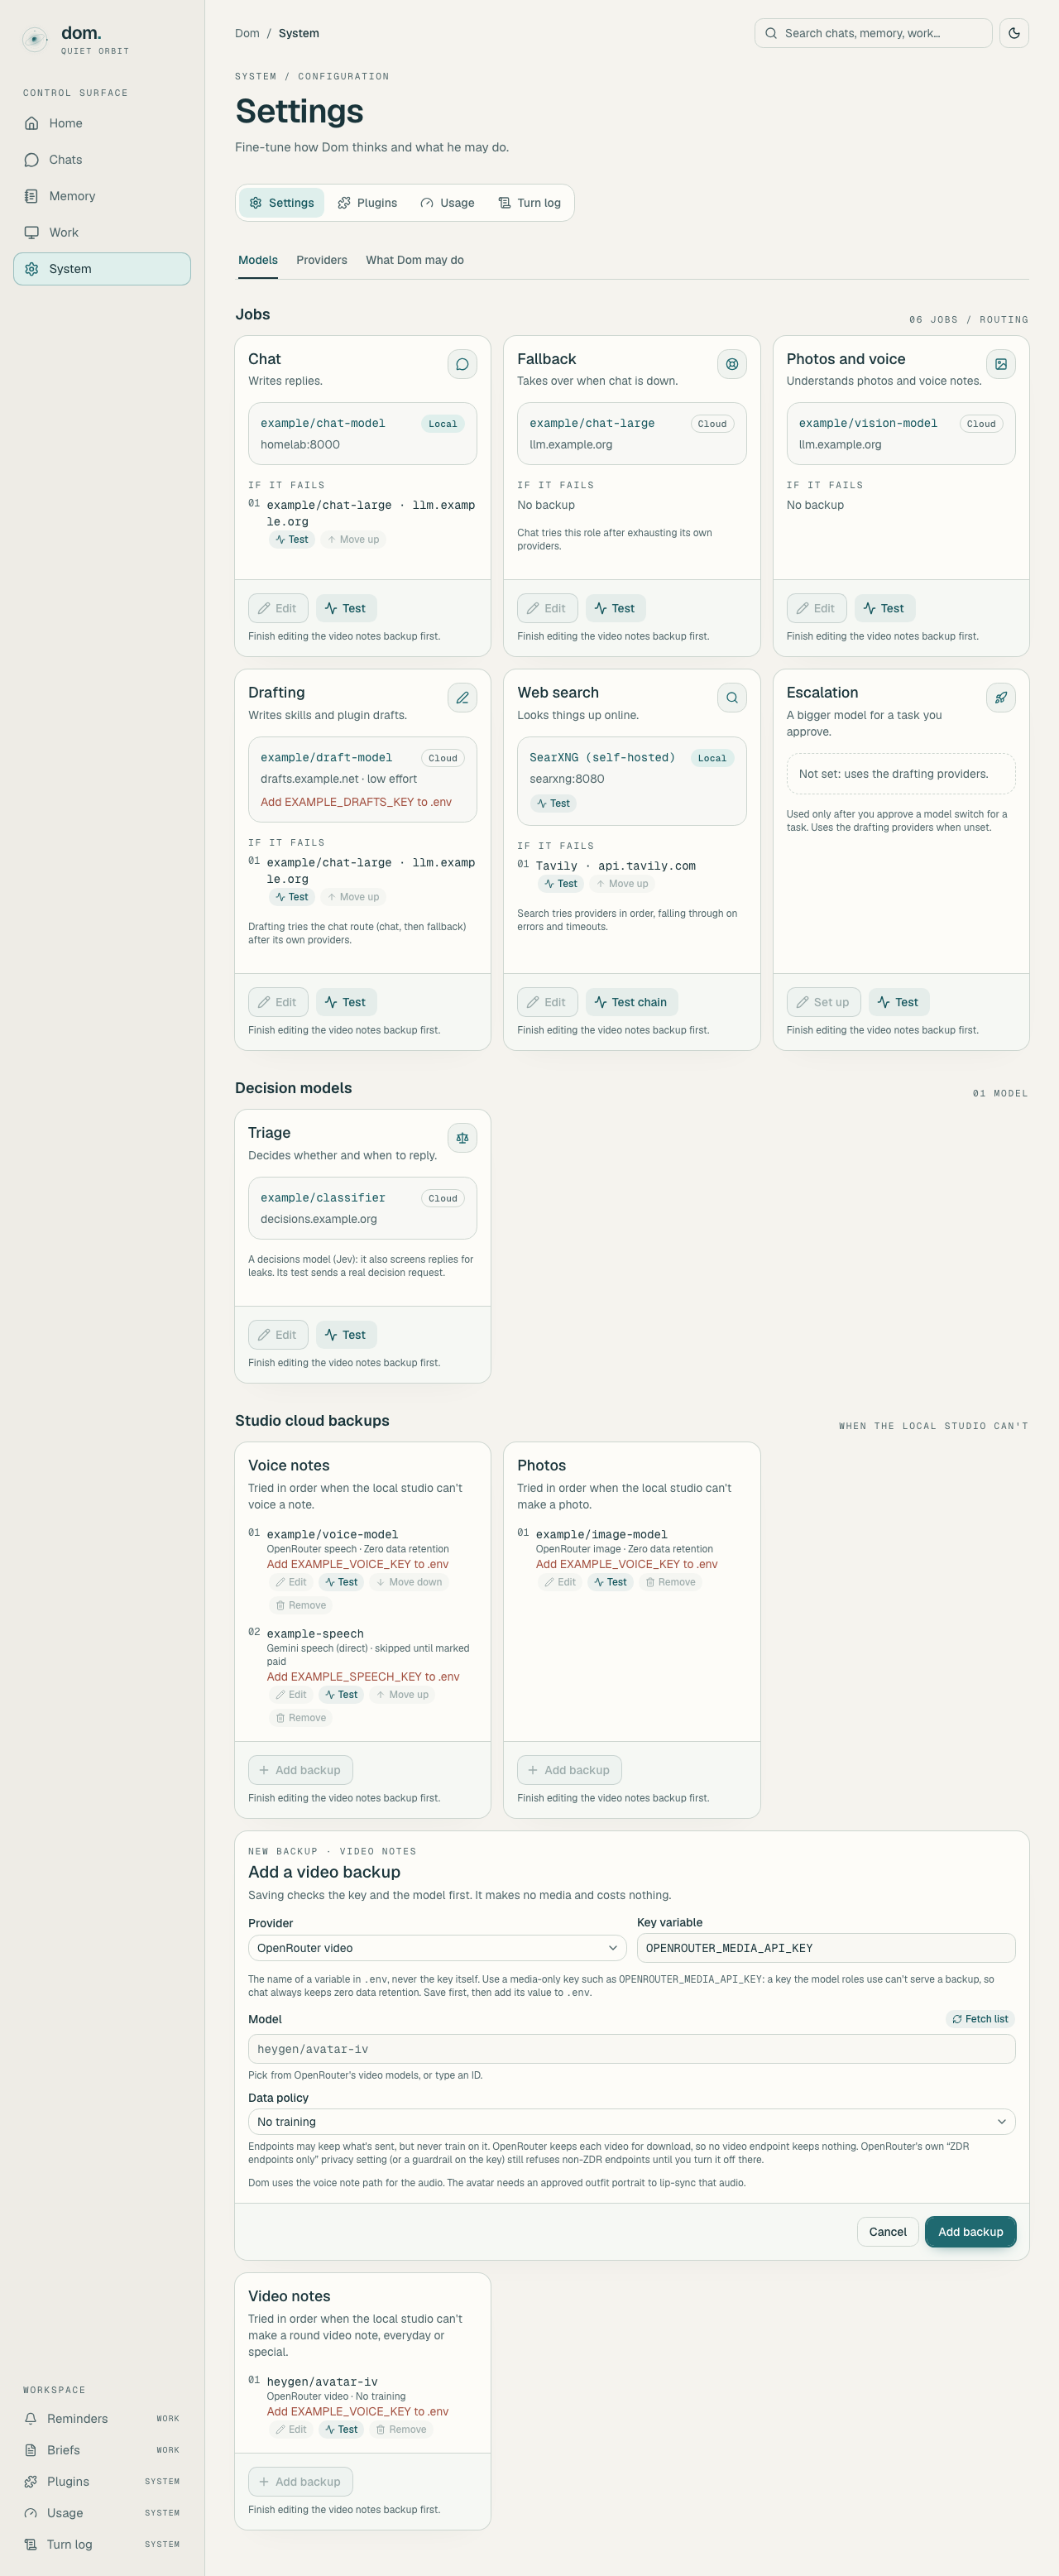 dom.
QUIET ORBIT
CONTROL SURFACE
Home
Chats
Memory
Work
System
WORKSPACE
Reminders WORK
Briefs WORK
Plugins SYSTEM
Usage SYSTEM
Turn log SYSTEM
Dom / System
Search chats, memory, work...
SYSTEM / CONFIGURATION
Settings
Fine-tune how Dom thinks and what he may do.
Settings Plugins Usage Turn log
Models Providers What Dom may do
Jobs
06 JOBS / ROUTING
Chat
Writes replies.
example/chat-model Local
homelab:8000
IF IT FAILS
01 example/chat-large · llm.examp
le.org
Test Move up
Edit Test
Finish editing the video notes backup first.
Fallback
Takes over when chat is down.
example/chat-large Cloud
llm.example.org
IF IT FAILS
No backup
Chat tries this role after exhausting its own
providers.
Edit Test
Finish editing the video notes backup first.
Photos and voice
Understands photos and voice notes.
example/vision-model Cloud
llm.example.org
IF IT FAILS
No backup
Edit Test
Finish editing the video notes backup first.
Drafting
Writes skills and plugin drafts.
example/draft-model Cloud
drafts.example.net · low effort
Add EXAMPLE_DRAFTS_KEY to .env
IF IT FAILS
01 example/chat-large · llm.examp
le.org
Test Move up
Drafting tries the chat route (chat, then fallback)
after its own providers.
Edit Test
Finish editing the video notes backup first.
Web search
Looks things up online.
SearXNG (self-hosted) Local
searxng:8080
Test
IF IT FAILS
01 Tavily · api.tavily.com
Test Move up
Search tries providers in order, falling through on
errors and timeouts.
Edit Test chain
Finish editing the video notes backup first.
Escalation
A bigger model for a task you
approve.
Not set: uses the drafting providers.
Used only after you approve a model switch for a
task. Uses the drafting providers when unset.
Set up Test
Finish editing the video notes backup first.
Decision models
01 MODEL
Triage
Decides whether and when to reply.
example/classifier Cloud
decisions.example.org
A decisions model (Jev): it also screens replies for
leaks. Its test sends a real decision request.
Edit Test
Finish editing the video notes backup first.
Studio cloud backups
WHEN THE LOCAL STUDIO CAN'T
Voice notes
Tried in order when the local studio can't
voice a note.
01 example/voice-model
OpenRouter speech · Zero data retention
Add EXAMPLE_VOICE_KEY to .env
Edit Test Move down
Remove
02 example-speech
Gemini speech (direct) · skipped until marked
paid
Add EXAMPLE_SPEECH_KEY to .env
Edit Test Move up
Remove
Add backup
Finish editing the video notes backup first.
Photos
Tried in order when the local studio can't
make a photo.
01 example/image-model
OpenRouter image · Zero data retention
Add EXAMPLE_VOICE_KEY to .env
Edit Test Remove
Add backup
Finish editing the video notes backup first.
NEW BACKUP · VIDEO NOTES
Add a video backup
Saving checks the key and the model first. It makes no media and costs nothing.
Provider
OpenRouter video
Key variable
OPENROUTER_MEDIA_API_KEY
The name of a variable in .env, never the key itself. Use a media-only key such as OPENROUTER_MEDIA_API_KEY: a key the model roles use can't serve a backup, so
chat always keeps zero data retention. Save first, then add its value to .env.
Model
Fetch list
heygen/avatar-iv
Pick from OpenRouter's video models, or type an ID.
Data policy
No training
Endpoints may keep what's sent, but never train on it. OpenRouter keeps each video for download, so no video endpoint keeps nothing. OpenRouter's own "ZDR
endpoints only" privacy setting (or a guardrail on the key) still refuses non-ZDR endpoints until you turn it off there.
Dom uses the voice note path for the audio. The avatar needs an approved outfit portrait to lip-sync that audio.
Cancel Add backup
Video notes
Tried in order when the local studio can't
make a round video note, everyday or
special.
01 heygen/avatar-iv
OpenRouter video · No training
Add EXAMPLE_VOICE_KEY to .env
Edit Test Remove
Add backup
Finish editing the video notes backup first.